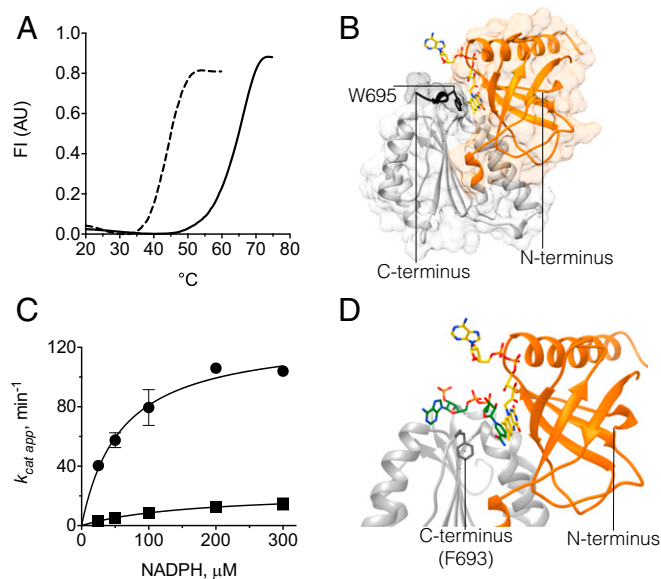 A
FI (AU)
1.0
0.8
0.6
0.4
0.2
0.0
20 30 40 50 60 70 80
°C
B
W695
C-terminus
N-terminus
C
k cat app, min-1
120
80
40
0
0 100 200 300
NADPH, μM
D
C-terminus
(F693)
N-terminus